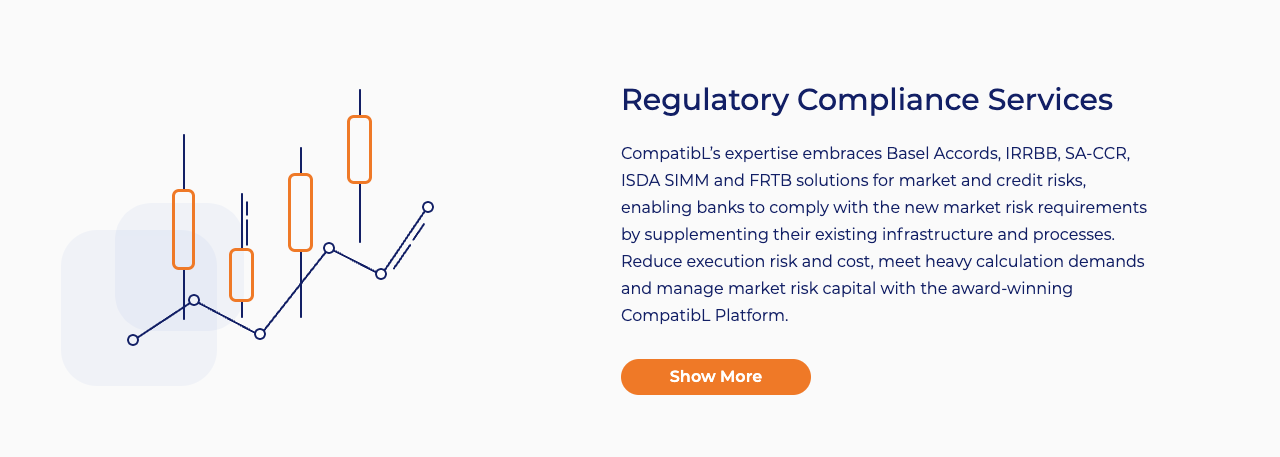 Regulatory Compliance Services
CompatibL’s expertise embraces Basel Accords, IRRBB, SA-CCR,
ISDA SIMM and FRTB solutions for market and credit risks,
enabling banks to comply with the new market risk requirements
by supplementing their existing infrastructure and processes.
Reduce execution risk and cost, meet heavy calculation demands
and manage market risk capital with the award-winning
CompatibL Platform.
Show More